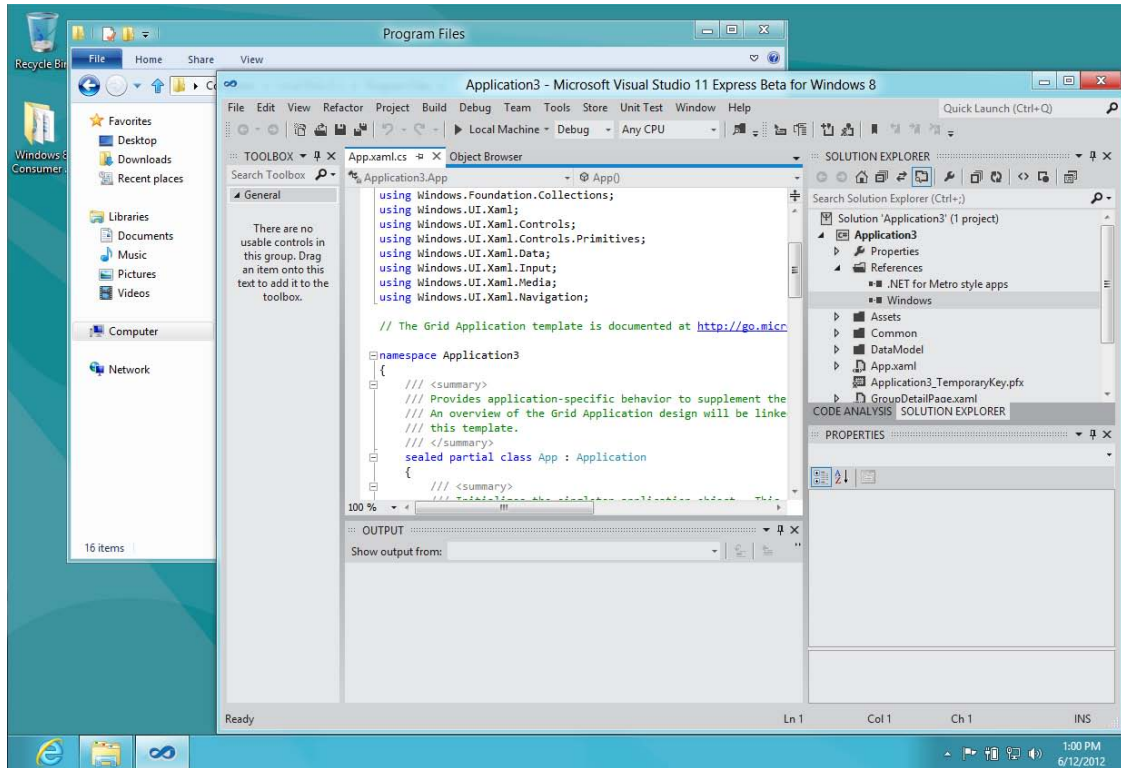 Recycle Bin
Windows 8
Consumer
Program Files
File Home Share View
Favorites
Desktop
Downloads
Recent places
Libraries
Documents
Music
Pictures
Videos
Computer
Network
16 items
Application3 - Microsoft Visual Studio 11 Express Beta for Windows 8
File Edit View Refactor Project Build Debug Team Tools Store Unit Test Window Help
Quick Launch (Ctrl+Q)
Local Machine Debug Any CPU
TOOLBOX
Search Toolbox
General
There are no
usable controls in
this group. Drag
an item onto this
text to add it to the
toolbox.
App.xaml.cs Object Browser
Application3.App App()
using Windows.Foundation.Collections;
using Windows.UI.Xaml;
using Windows.UI.Xaml.Controls;
using Windows.UI.Xaml.Controls.Primitives;
using Windows.UI.Xaml.Data;
using Windows.UI.Xaml.Input;
using Windows.UI.Xaml.Media;
using Windows.UI.Xaml.Navigation;
// The Grid Application template is documented at http://go.micr
namespace Application3
{
/// <summary>
/// Provides application-specific behavior to supplement the
/// An overview of the Grid Application design will be linke
/// this template.
/// </summary>
sealed partial class App : Application
{
/// <summary>
100 %
OUTPUT
Show output from:
SOLUTION EXPLORER
Search Solution Explorer (Ctrl+;)
Solution 'Application3' (1 project)
Application3
Properties
References
.NET for Metro style apps
Windows
Assets
Common
DataModel
App.xaml
Application3_TemporaryKey.pfx
GroupDetailPage.xaml
CODE ANALYSIS SOLUTION EXPLORER
PROPERTIES
Ready Ln 1 Col 1 Ch 1 INS
1:00 PM
6/12/2012